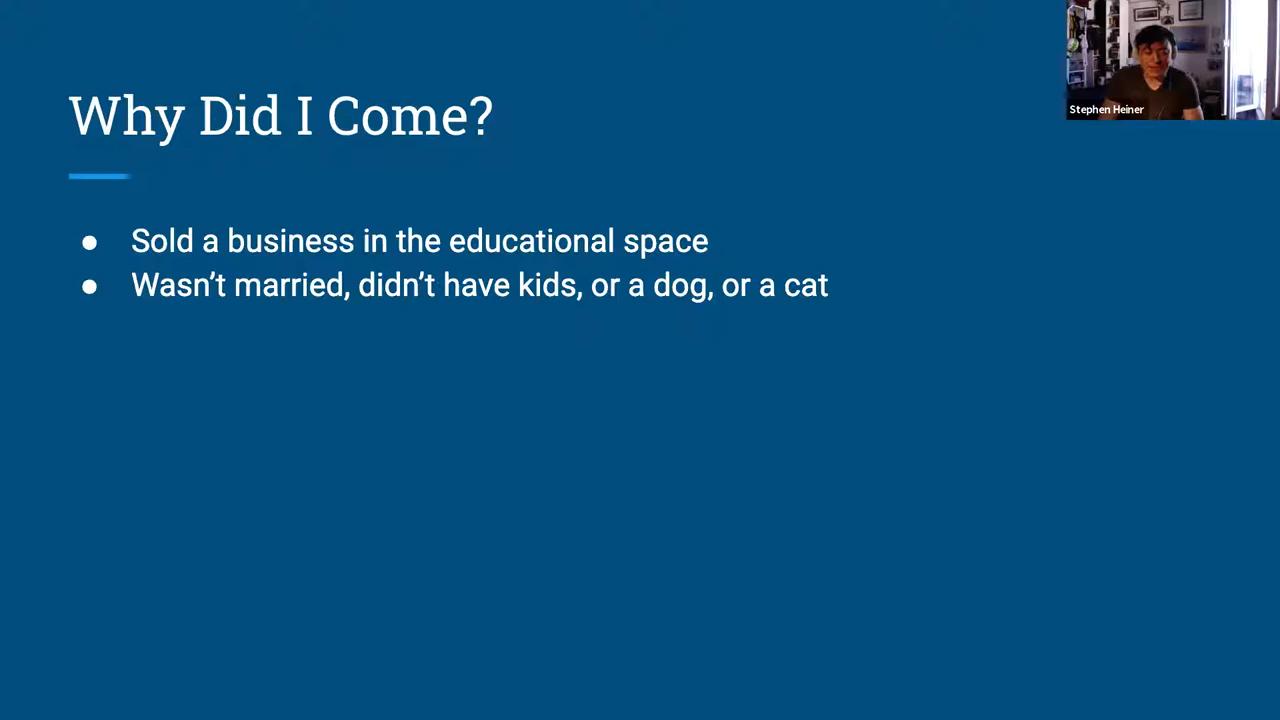 Why Did I Come?
Stephen Heiner
● Sold a business in the educational space
● Wasn’t married, didn’t have kids, or a dog, or a cat